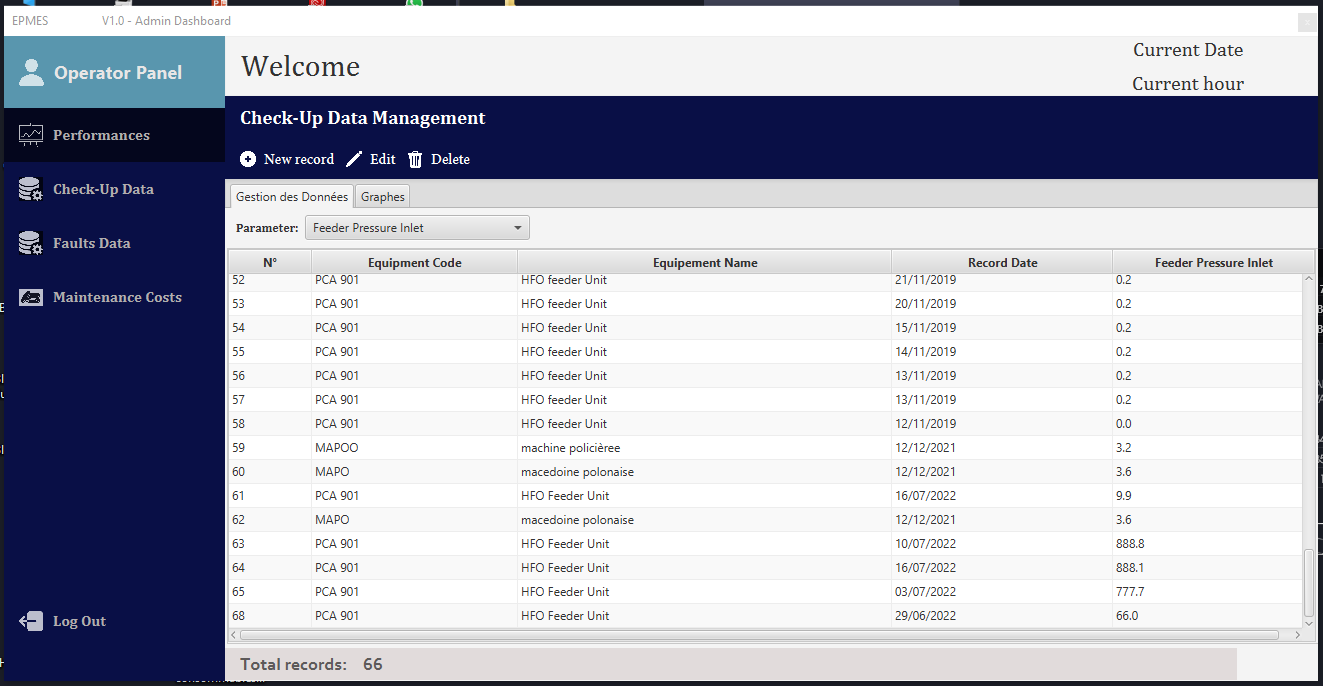 EPMES V1.0 - Admin Dashboard
Operator Panel
Welcome
Current Date
Current hour
Performances
Check-Up Data
Faults Data
Maintenance Costs
Log Out
Check-Up Data Management
New record Edit Delete
Gestion des Données Graphes
Parameter: Feeder Pressure Inlet
N° Equipment Code Equipement Name Record Date Feeder Pressure Inlet
52 PCA 901 HFO feeder Unit 21/11/2019 0.2
53 PCA 901 HFO feeder Unit 20/11/2019 0.2
54 PCA 901 HFO feeder Unit 15/11/2019 0.2
55 PCA 901 HFO feeder Unit 14/11/2019 0.2
56 PCA 901 HFO feeder Unit 13/11/2019 0.2
57 PCA 901 HFO feeder Unit 13/11/2019 0.2
58 PCA 901 HFO feeder Unit 12/11/2019 0.0
59 MAPOO machine policièree 12/12/2021 3.2
60 MAPO macedoine polonaise 12/12/2021 3.6
61 PCA 901 HFO Feeder Unit 16/07/2022 9.9
62 MAPO macedoine polonaise 12/12/2021 3.6
63 PCA 901 HFO Feeder Unit 10/07/2022 888.8
64 PCA 901 HFO Feeder Unit 16/07/2022 888.1
65 PCA 901 HFO Feeder Unit 03/07/2022 777.7
68 PCA 901 HFO Feeder Unit 29/06/2022 66.0
Total records: 66